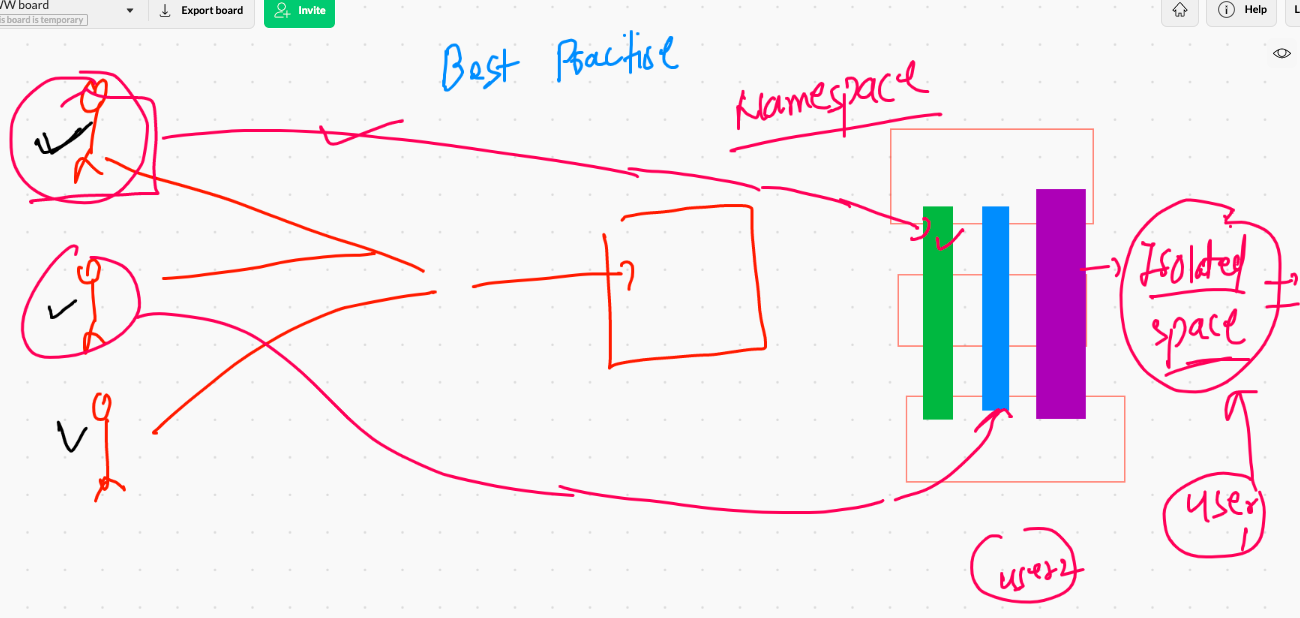 W board
is board is temporary
Export board
Invite
Help
L
Best Practise
Namespace
Isolated
space
user
1
user2